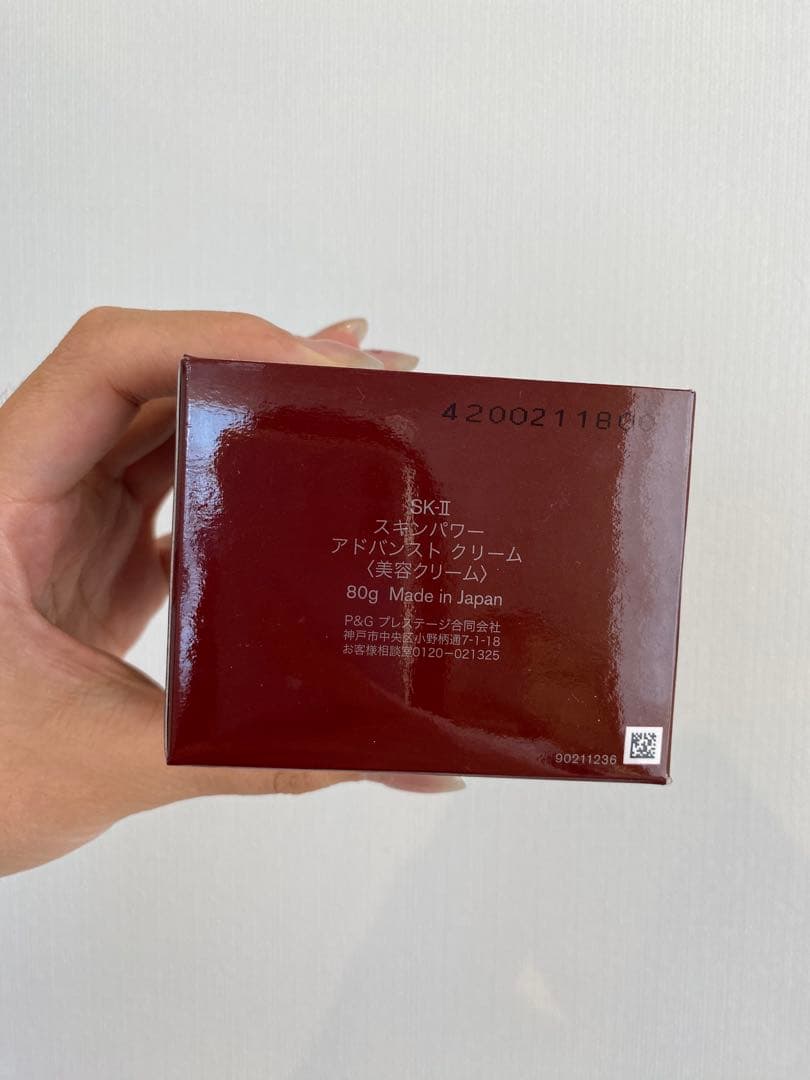 4200211800
SK-II
スキンパワー
アドバンスト クリーム
〈美容クリーム〉
80g Made in Japan
P&G プレステージ合同会社
神戸市中央区小野柄通7-1-18
お客様相談室0120-021325
90211236